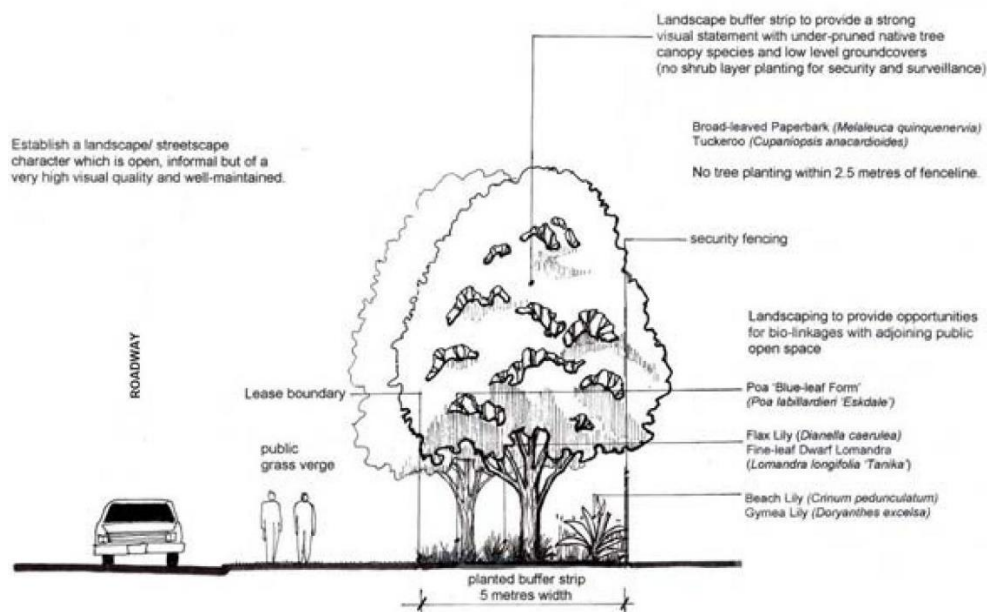 Landscape buffer strip to provide a strong
visual statement with under-pruned native tree
canopy species and low level groundcovers
(no shrub layer planting for security and surveillance)
Broad-leaved Paperbark (Melaleuca quinquenervia)
Tuckeroo (Cupaniopsis anacardioides)
No tree planting within 2.5 metres of fenceline.
Establish a landscape/ streetscape
character which is open, informal but of a
very high visual quality and well-maintained.
security fencing
Landscaping to provide opportunities
for bio-linkages with adjoining public
open space
ROADWAY
Lease boundary
Poa 'Blue-leaf Form'
(Poa labillardieri 'Eskdale')
public
grass verge
Flax Lily (Dianella caerulea)
Fine-leaf Dwarf Lomandra
(Lomandra longifolia 'Tanika')
Beach Lily (Crinum pedunculatum)
Gymea Lily (Doryanthes excelsa)
planted buffer strip
5 metres width